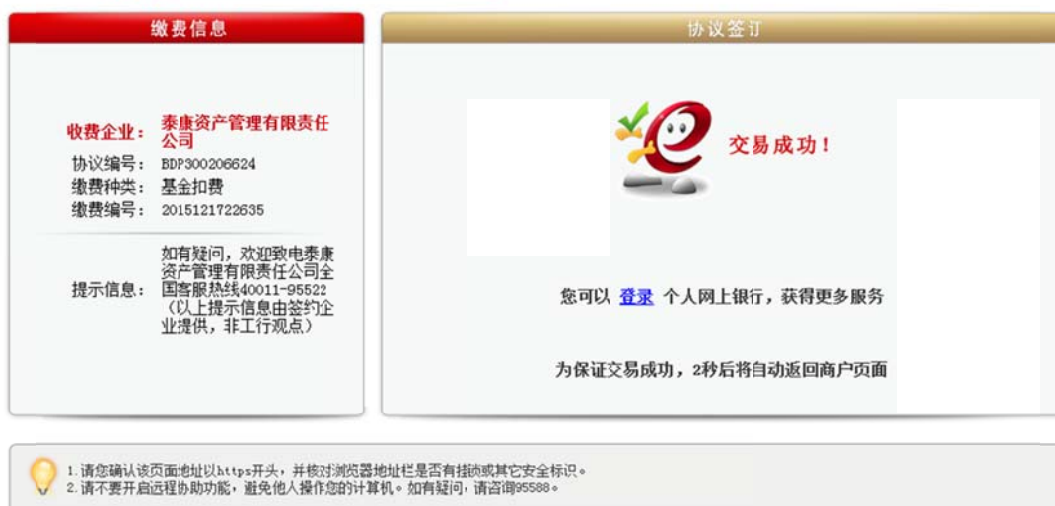 缴费信息
收费企业：
泰康资产管理有限责任
公司
协议编号： BDP300206624
缴费种类： 基金扣费
缴费编号： 2015121722635
提示信息：
如有疑问，欢迎致电泰康
资产管理有限责任公司全
国客服热线40011-95522
（以上提示信息由签约企
业提供，非工行观点）
协议签订
交易成功！
您可以 登录 个人网上银行，获得更多服务
为保证交易成功，2秒后将自动返回商户页面
1.请您确认该页面地址以https开头，并核对浏览器地址栏是否有挂锁或其它安全标识。
2.请不要开启远程协助功能，避免他人操作您的计算机。如有疑问，请咨询95588。